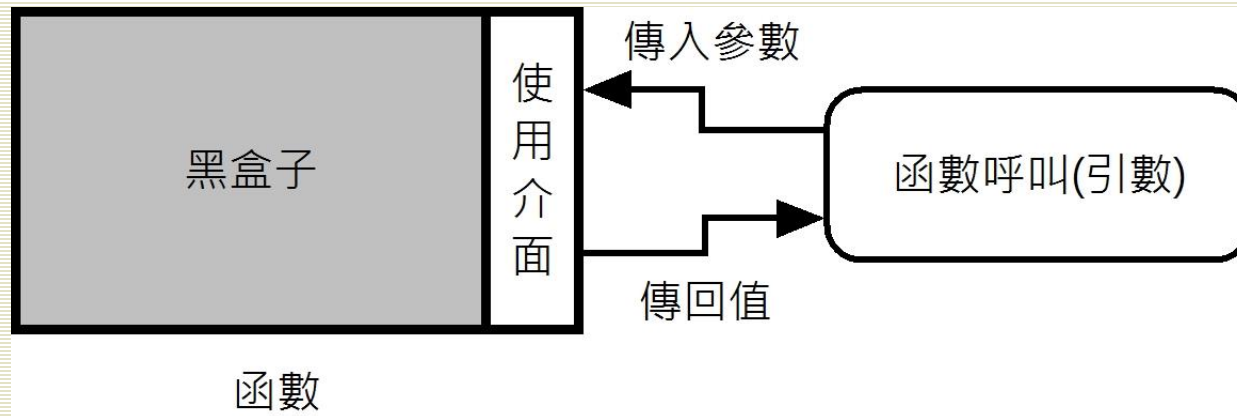 傳入參數
黑盒子
使用介面
函數呼叫(引數)
傳回值
函數